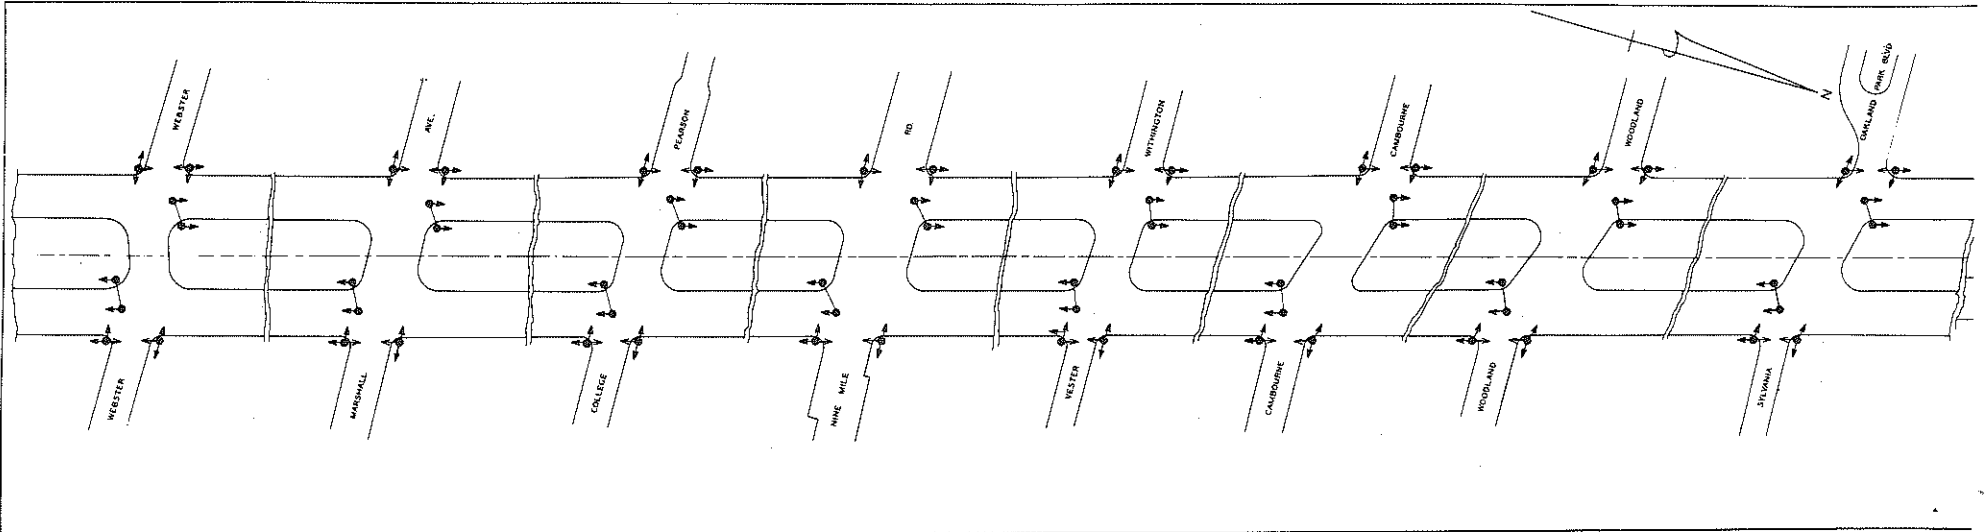 WEBSTER
AVE.
PEARSON
RD.
WITHINGTON
CAMBOURNE
WOODLAND
OAKLAND
PARK BLVD
N
WEBSTER
MARSHALL
COLLEGE
NINE MILE
VESTER
CAMBOURNE
WOODLAND
SYLVANIA